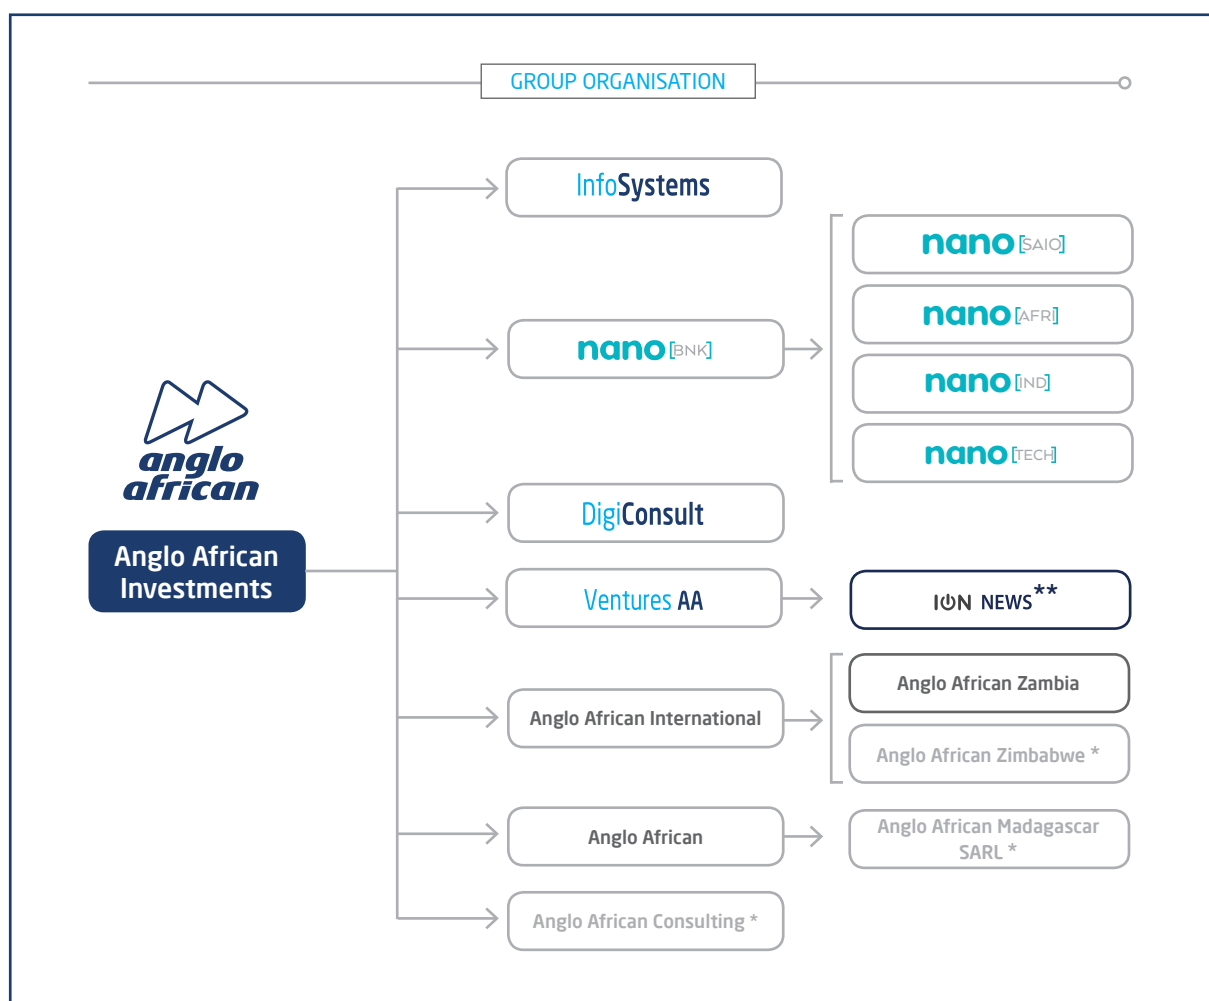 GROUP ORGANISATION
anglo
african
Anglo African
Investments
InfoSystems
nano [BNK]
nano [SAIO]
nano [AFRI]
nano [IND]
nano [TECH]
DigiConsult
Ventures AA
ION NEWS**
Anglo African International
Anglo African Zambia
Anglo African Zimbabwe *
Anglo African
Anglo African Madagascar
SARL *
Anglo African Consulting *